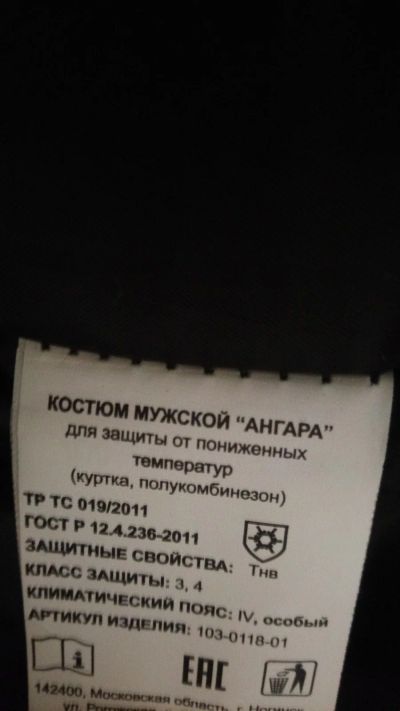 КОСТЮМ МУЖСКОЙ "АНГАРА"
для защиты от пониженных
температур
(куртка, полукомбинезон)
ТР ТС 019/2011
ГОСТ Р 12.4.236-2011
ЗАЩИТНЫЕ СВОЙСТВА: Тнв
КЛАСС ЗАЩИТЫ: 3, 4
КЛИМАТИЧЕСКИЙ ПОЯС: IV, особый
АРТИКУЛ ИЗДЕЛИЯ: 103-0118-01
i
ЕАС
142400, Московская область, г.
ул.